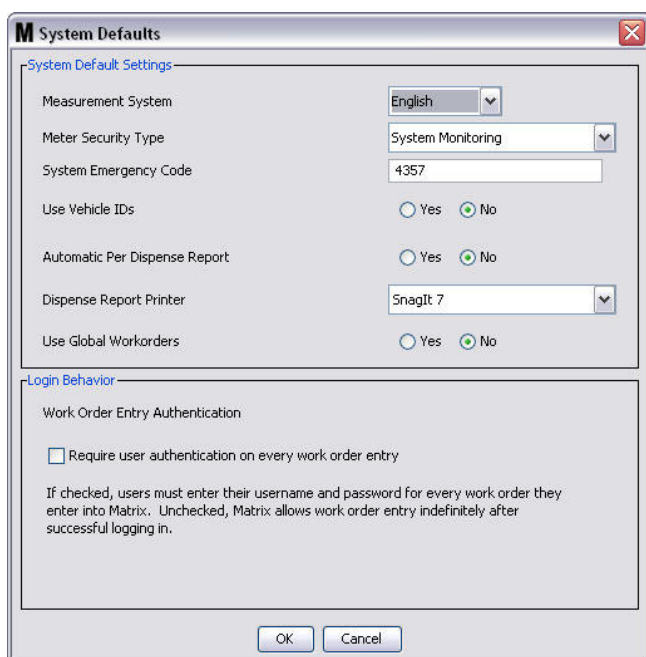 M System Defaults
System Default Settings
Measurement System English
Meter Security Type System Monitoring
System Emergency Code 4357
Use Vehicle IDs Yes No
Automatic Per Dispense Report Yes No
Dispense Report Printer SnagIt 7
Use Global Workorders Yes No
Login Behavior
Work Order Entry Authentication
Require user authentication on every work order entry
If checked, users must enter their username and password for every work order they
enter into Matrix. Unchecked, Matrix allows work order entry indefinitely after
successful logging in.
OK Cancel